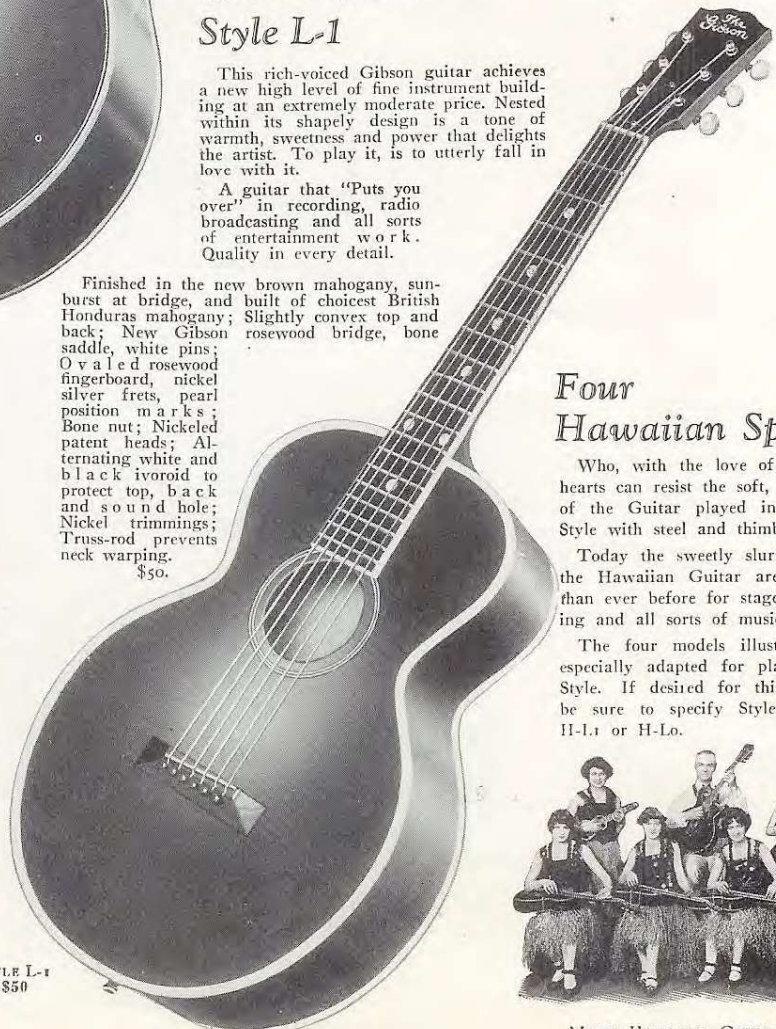 Style L-1
This rich-voiced Gibson guitar achieves
a new high level of fine instrument build-
ing at an extremely moderate price. Nested
within its shapely design is a tone of
warmth, sweetness and power that delights
the artist. To play it, is to utterly fall in
love with it.
A guitar that "Puts you
over" in recording, radio
broadcasting and all sorts
of entertainment work.
Quality in every detail.
Finished in the new brown mahogany, sun-
burst at bridge, and built of choicest British
Honduras mahogany; Slightly convex top and
back; New Gibson rosewood bridge, bone
saddle, white pins;
Ovaled rosewood
fingerboard, nickel
silver frets, pearl
position marks;
Bone nut; Nickeled
patent heads; Al-
ternating white and
black ivoroid to
protect top, back
and sound hole;
Nickel trimmings;
Truss-rod prevents
neck warping.
$50.
The
Gibson
Four
Hawaiian Sp
Who, with the love of
hearts can resist the soft,
of the Guitar played in
Style with steel and thimb
Today the sweetly slur
the Hawaiian Guitar are
than ever before for stage
ing and all sorts of music
The four models illust
especially adapted for pla
Style. If desired for thi
be sure to specify Style
H-L1 or H-Lo.
LE L-1
$50